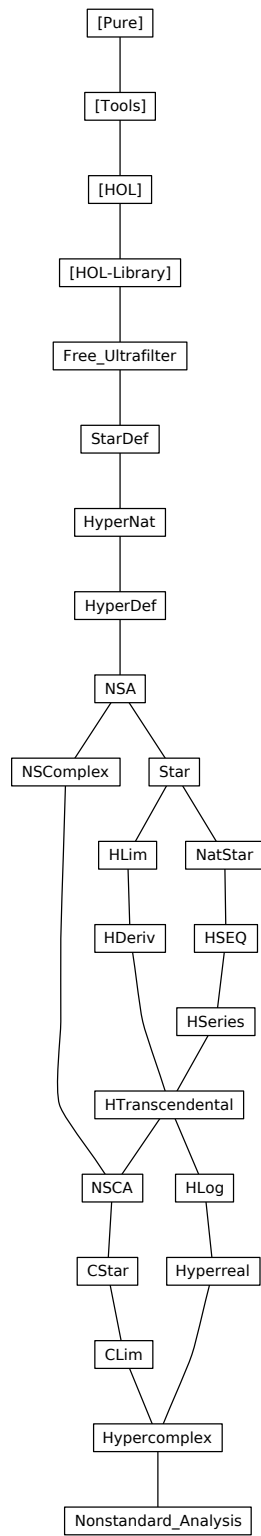 [Pure]
[Tools]
[HOL]
[HOL-Library]
Free_Ultrafilter
StarDef
HyperNat
HyperDef
NSA
NSComplex
Star
HLim
NatStar
HDeriv
HSEQ
HSeries
HTranscendental
NSCA
HLog
CStar
Hyperreal
CLim
Hypercomplex
Nonstandard_Analysis